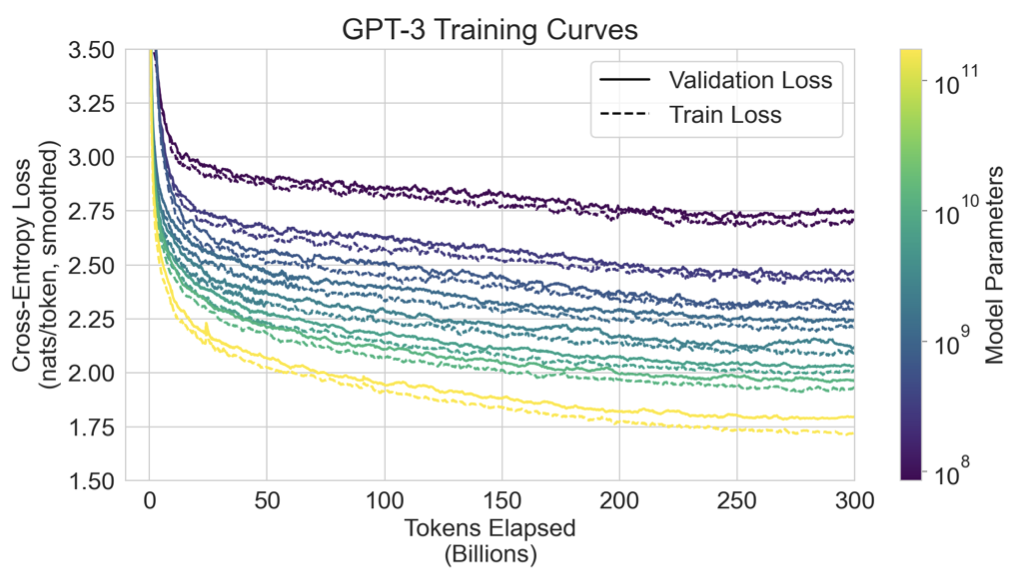 GPT-3 Training Curves
3.50
3.25
3.00
2.75
2.50
2.25
2.00
1.75
1.50
Cross-Entropy Loss
(nats/token, smoothed)
Validation Loss
Train Loss
0
50
100
150
200
250
300
Tokens Elapsed
(Billions)
10¹¹
10¹⁰
10⁹
10⁸
Model Parameters